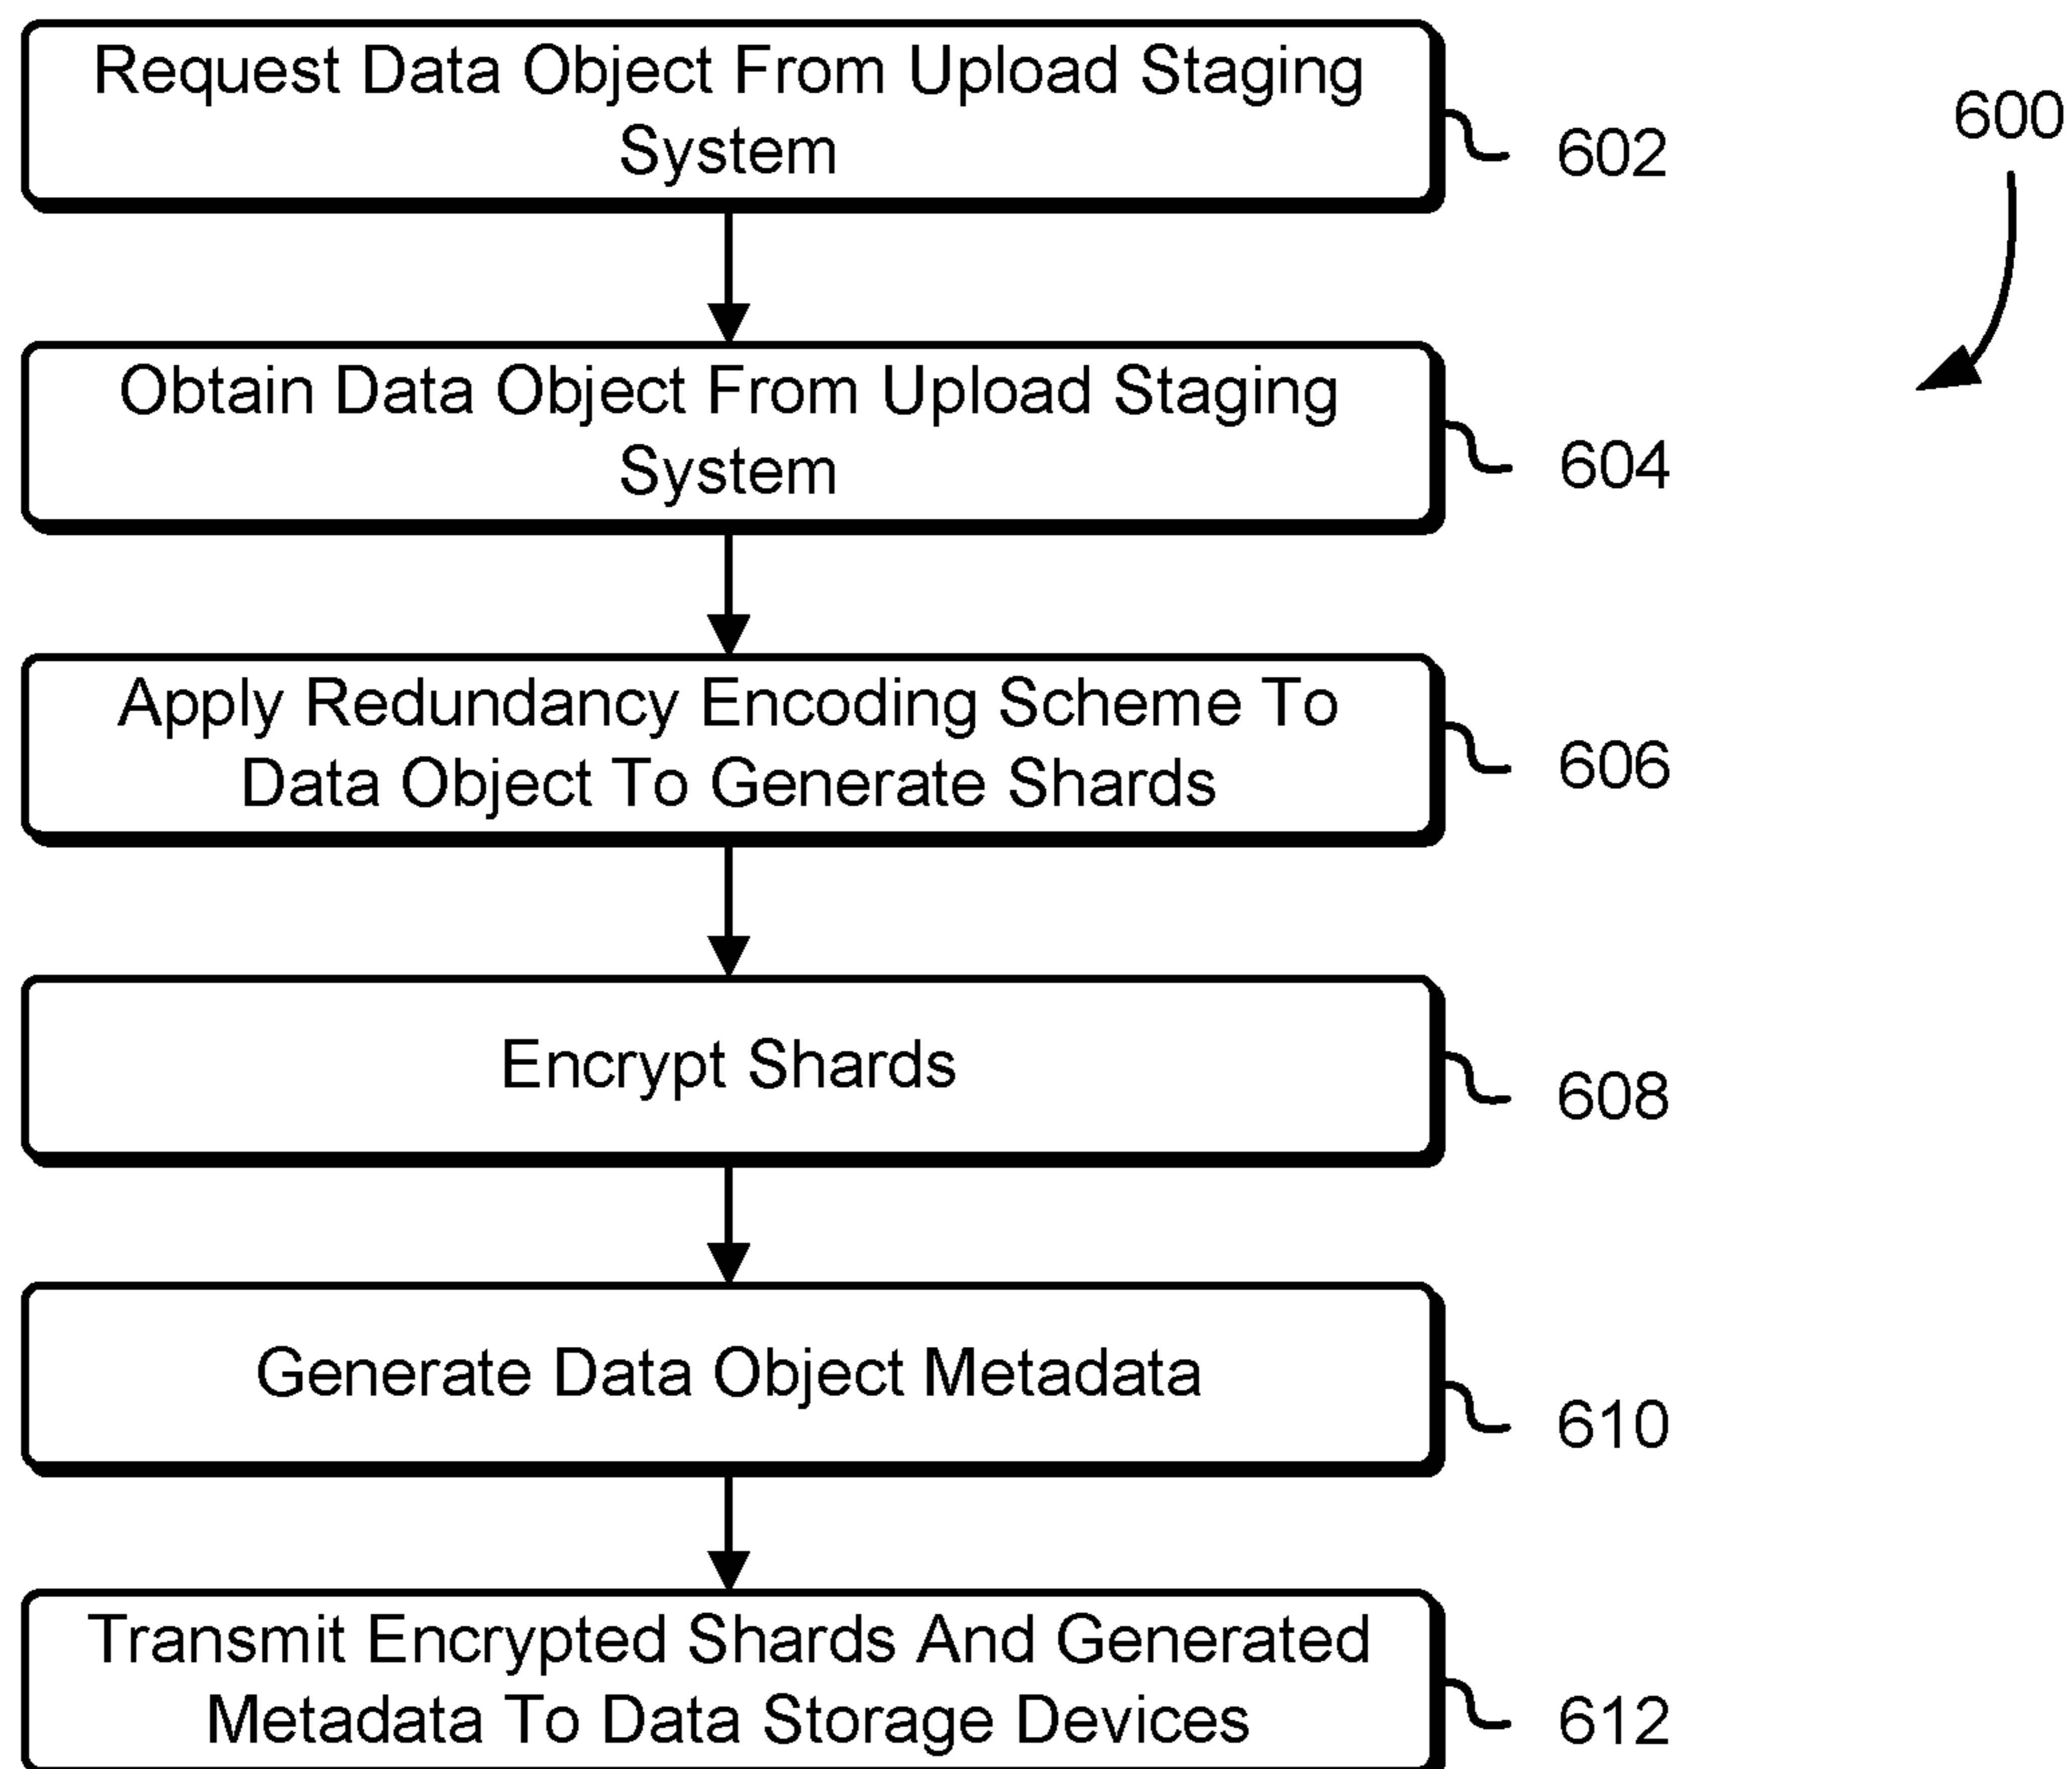 Request Data Object From Upload Staging
System
602
600
Obtain Data Object From Upload Staging
System
604
Apply Redundancy Encoding Scheme To
Data Object To Generate Shards
606
Encrypt Shards
608
Generate Data Object Metadata
610
Transmit Encrypted Shards And Generated
Metadata To Data Storage Devices
612